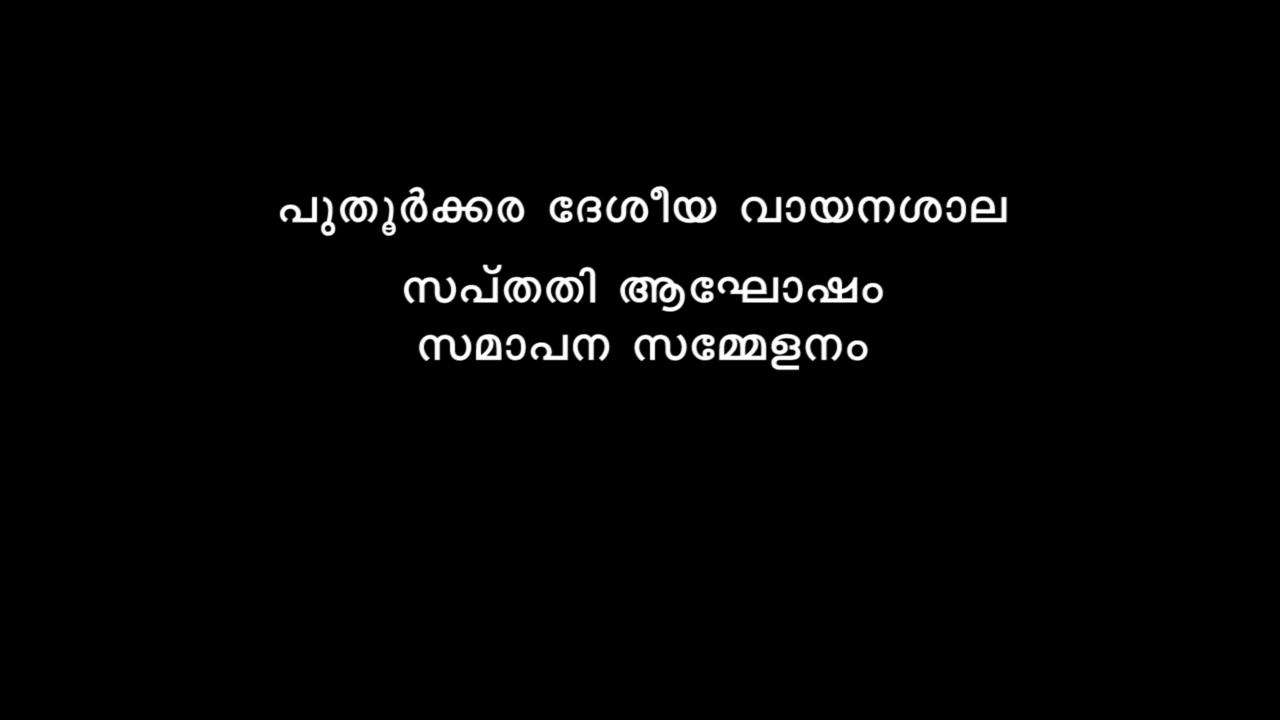 പുതൂർക്കര ദേശീയ വായനശാല
സപ്തതി ആഘോഷം
സമാപന സമ്മേളനം